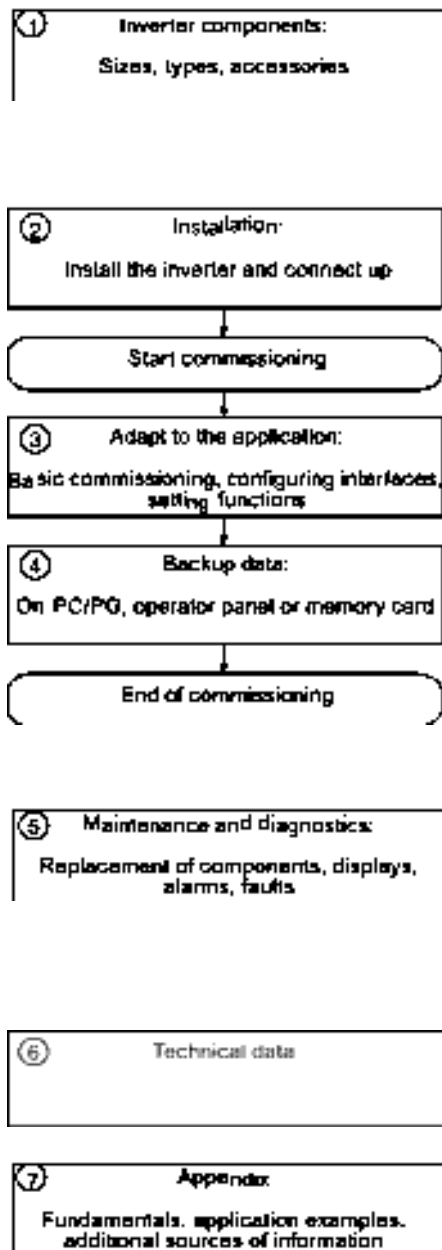 1 Inverter components:
Sizes, types, accessories
2 Installation:
Install the inverter and connect up
Start commissioning
3 Adapt to the application:
Basic commissioning, configuring interfaces,
setting functions
4 Backup data:
On PC/PG, operator panel or memory card
End of commissioning
5 Maintenance and diagnostics:
Replacement of components, displays,
alarms, faults
6 Technical data
7 Appendix
Fundamentals, application examples,
additional sources of information